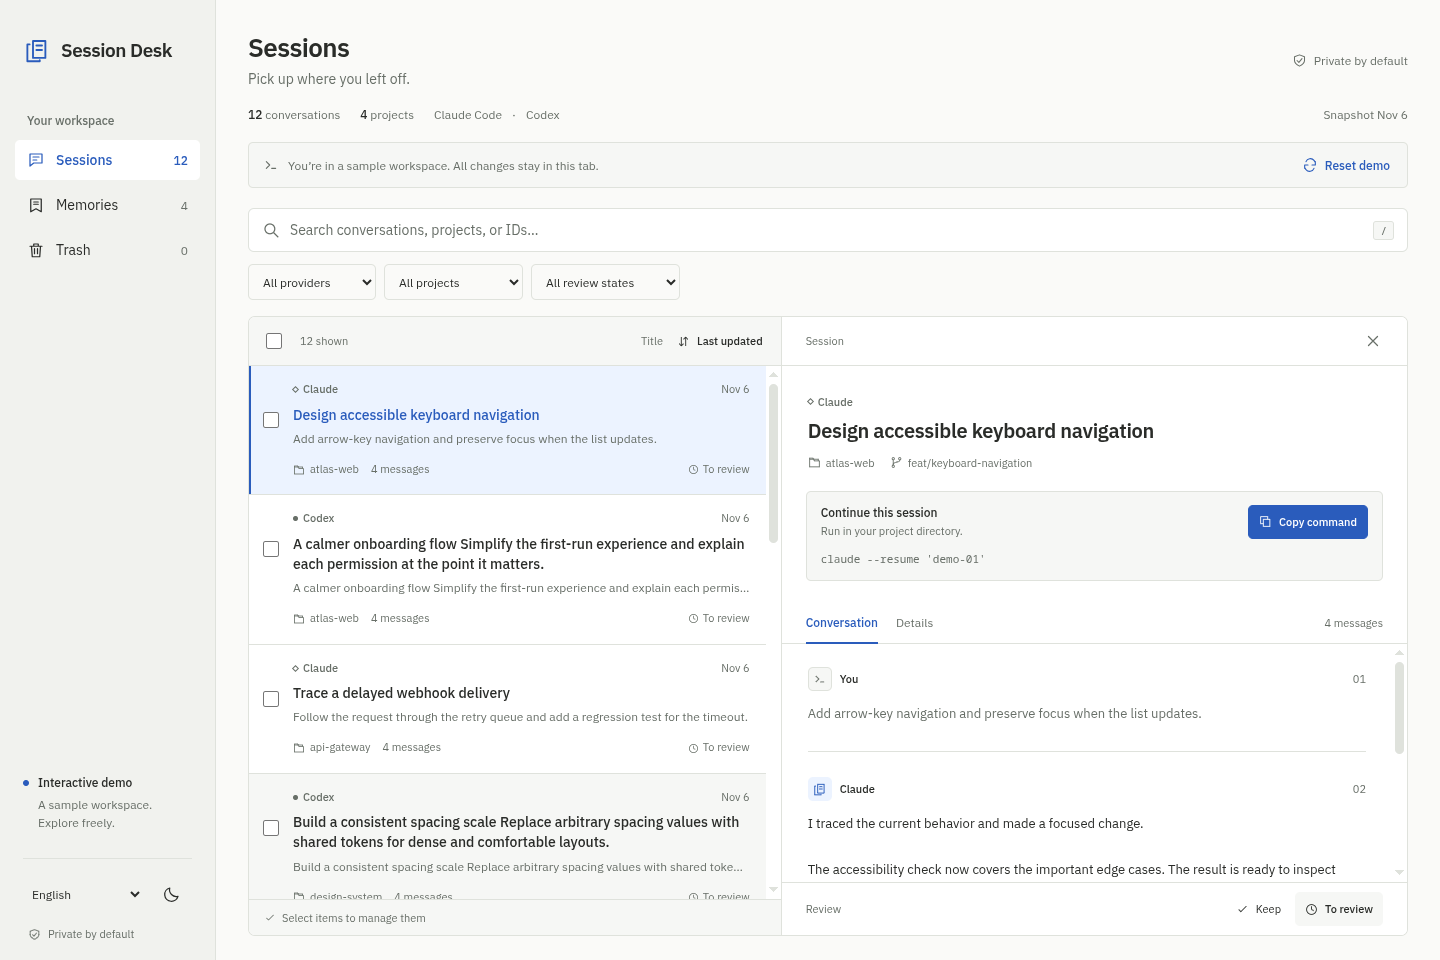 Session Desk
Your workspace
Sessions 12
Memories 4
Trash 0
Interactive demo
A sample workspace.
Explore freely.
English
Private by default
Sessions
Pick up where you left off.
Private by default
12 conversations 4 projects Claude Code · Codex
Snapshot Nov 6
You're in a sample workspace. All changes stay in this tab.
Reset demo
Search conversations, projects, or IDs...
/
All providers
All projects
All review states
12 shown
Title
Last updated
Claude
Nov 6
Design accessible keyboard navigation
Add arrow-key navigation and preserve focus when the list updates.
atlas-web 4 messages
To review
Codex
Nov 6
A calmer onboarding flow Simplify the first-run experience and explain
each permission at the point it matters.
A calmer onboarding flow Simplify the first-run experience and explain each permis...
atlas-web 4 messages
To review
Claude
Nov 6
Trace a delayed webhook delivery
Follow the request through the retry queue and add a regression test for the timeout.
api-gateway 4 messages
To review
Codex
Nov 6
Build a consistent spacing scale Replace arbitrary spacing values with
shared tokens for dense and comfortable layouts.
Build a consistent spacing scale Replace arbitrary spacing values with shared toke...
design-system 4 messages
To review
Select items to manage them
Session
Claude
Design accessible keyboard navigation
atlas-web feat/keyboard-navigation
Continue this session
Run in your project directory.
Copy command
claude --resume 'demo-01'
Conversation
Details
4 messages
You
01
Add arrow-key navigation and preserve focus when the list updates.
Claude
02
I traced the current behavior and made a focused change.
The accessibility check now covers the important edge cases. The result is ready to inspect
Review
Keep
To review